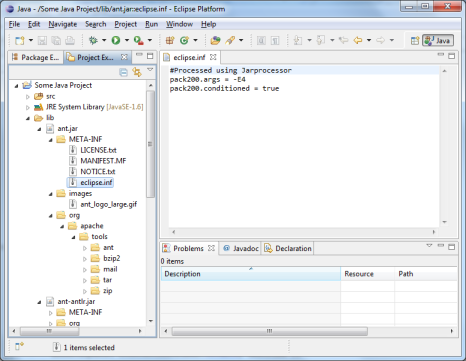 Java - /Some Java Project/lib/ant.jar:eclipse.inf - Eclipse Platform
File Edit Navigate Search Project Run Window Help
Java
Package E...
Project Ex...
Some Java Project
src
JRE System Library [JavaSE-1.6]
lib
ant.jar
META-INF
LICENSE.txt
MANIFEST.MF
NOTICE.txt
eclipse.inf
images
ant_logo_large.gif
org
apache
tools
ant
bzip2
mail
tar
zip
ant-antlr.jar
META-INF
org
eclipse.inf
#Processed using Jarprocessor
pack200.args = -E4
pack200.conditioned = true
Problems @ Javadoc Declaration
0 items
Description Resource Path
1 items selected